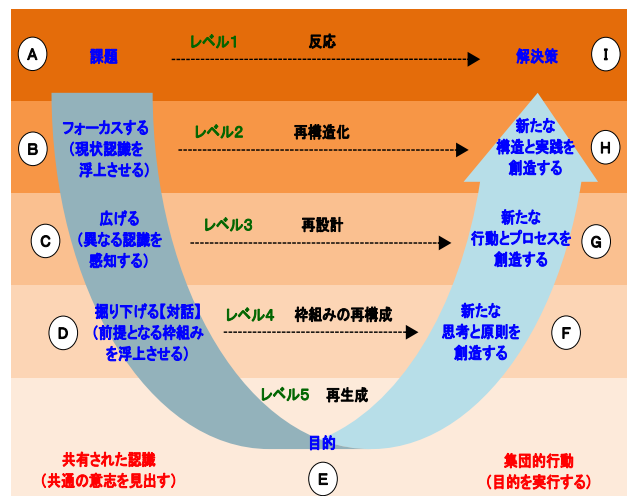 A
課題
レベル1
反応
解決策
I
B
フォーカスする
(現状認識を
浮上させる)
レベル2
再構造化
新たな
構造と実践を
創造する
H
C
広げる
(異なる認識を
感知する)
レベル3
再設計
新たな
行動とプロセスを
創造する
G
D
掘り下げる【対話】
(前提となる枠組み
を浮上させる)
レベル4
枠組みの再構成
新たな
思考と原則を
創造する
F
レベル5
再生成
目的
E
共有された認識
(共通の意志を見出す)
集団的行動
(目的を実行する)